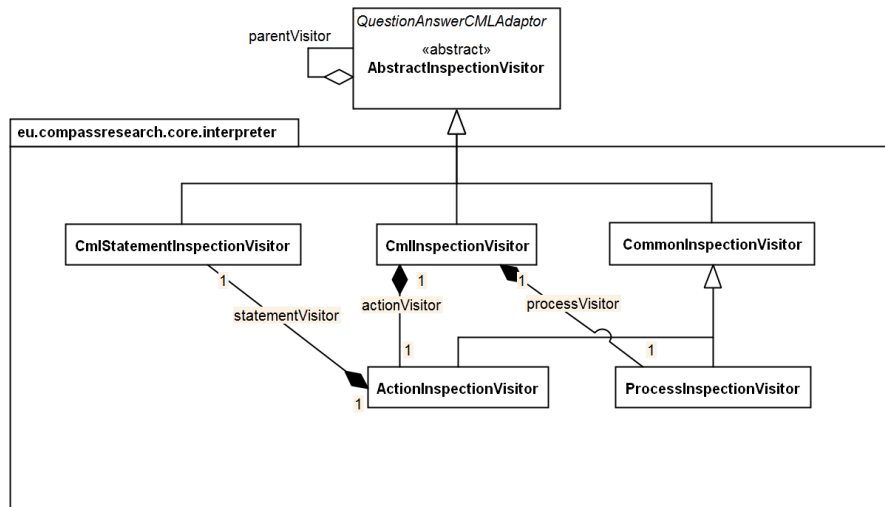 QuestionAnswerCMLAdaptor
parentVisitor
«abstract»
AbstractInspectionVisitor
eu.compassresearch.core.interpreter
CmlStatementInspectionVisitor
CmlInspectionVisitor
CommonInspectionVisitor
1
1
1
statementVisitor
actionVisitor
processVisitor
1
1
ActionInspectionVisitor
ProcessInspectionVisitor
1